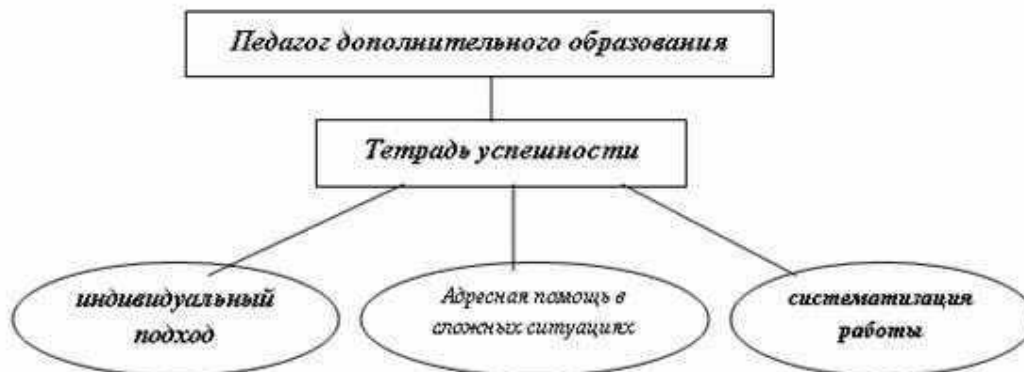 Педагог дополнительного образования
Тетрадь успешности
индивидуальный
подход
Адресная помощь в
сложных ситуациях
систематизация
работы